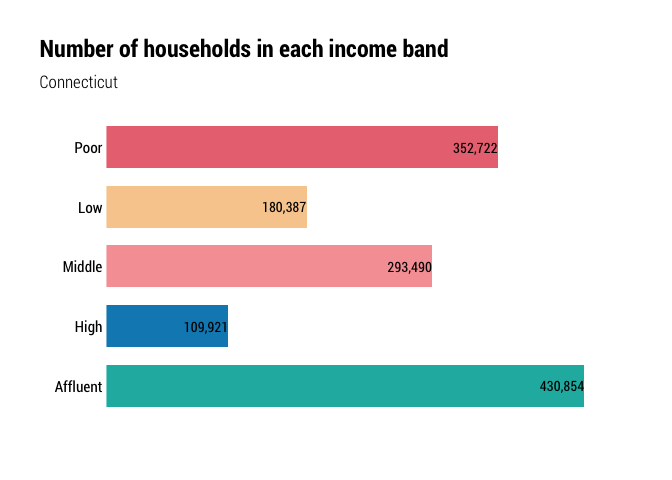 Number of households in each income band
Connecticut
Poor 352,722
Low 180,387
Middle 293,490
High 109,921
Affluent 430,854